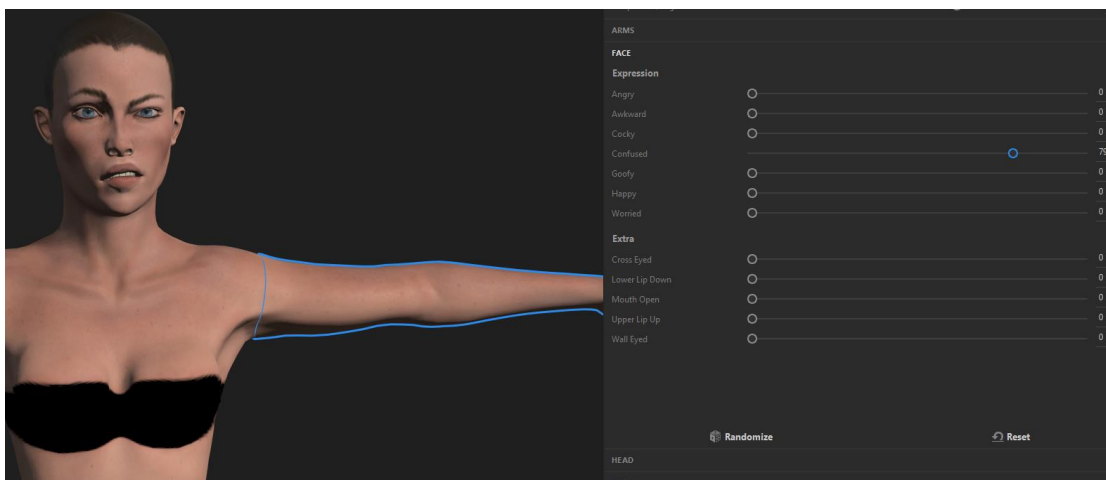 ARMS
FACE
Expression
Angry 0
Awkward 0
Cocky 0
Confused 79
Goofy 0
Happy 0
Worried 0
Extra
Cross Eyed 0
Lower Lip Down 0
Mouth Open 0
Upper Lip Up 0
Wall Eyed 0
Randomize Reset
HEAD